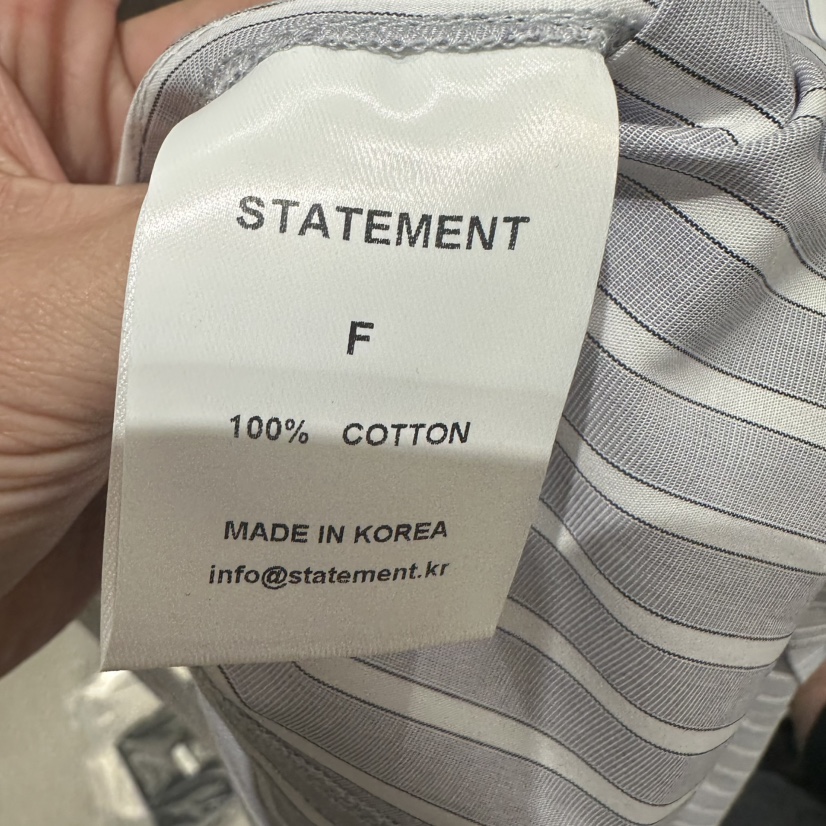 STATEMENT
F
100% COTTON
MADE IN KOREA
info@statement.kr